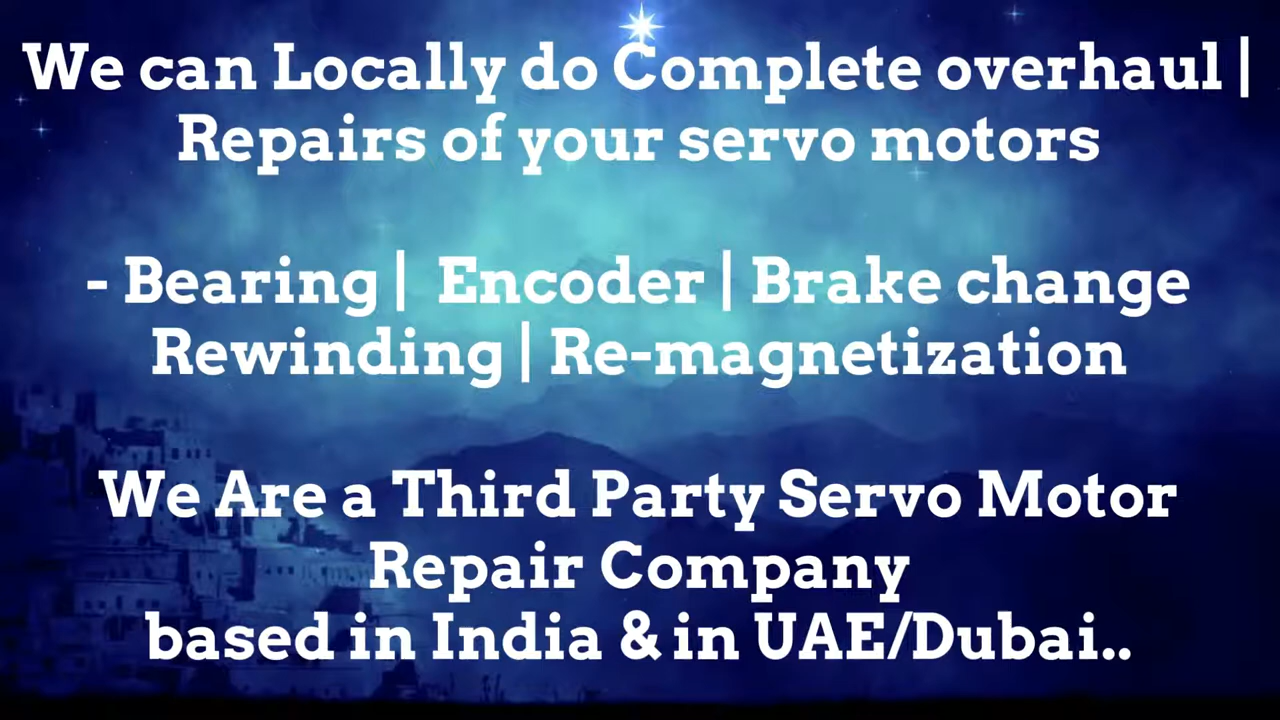 We can Locally do Complete overhaul |
Repairs of your servo motors
- Bearing | Encoder | Brake change
Rewinding | Re-magnetization
We Are a Third Party Servo Motor
Repair Company
based in India & in UAE/Dubai..